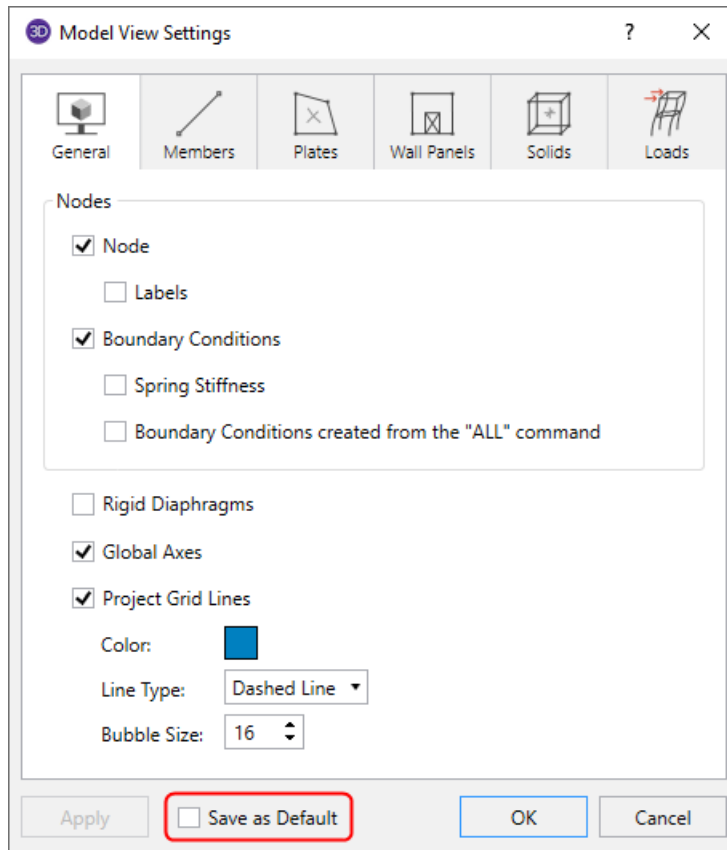 3D Model View Settings ? X
General Members Plates Wall Panels Solids Loads
Nodes
Node
Labels
Boundary Conditions
Spring Stiffness
Boundary Conditions created from the "ALL" command
Rigid Diaphragms
Global Axes
Project Grid Lines
Color:
Line Type: Dashed Line
Bubble Size: 16
Apply Save as Default OK Cancel